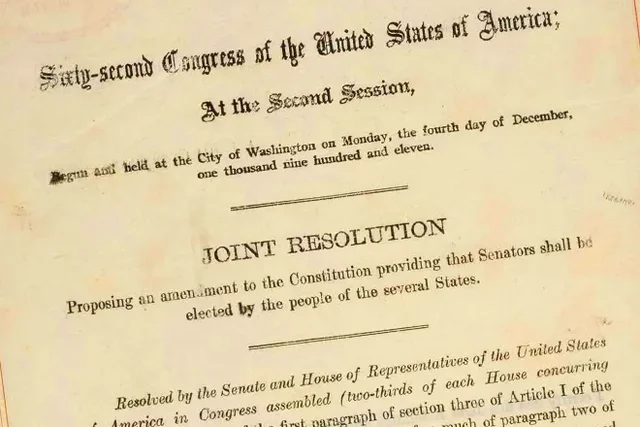 Sixty-second Congress of the United States of America;
At the Second Session,
Begun and held at the City of Washington on Monday, the fourth day of December,
one thousand nine hundred and eleven.
JOINT RESOLUTION
Proposing an amendment to the Constitution providing that Senators shall be
elected by the people of the several States.
Resolved by the Senate and House of Representatives of the United States
of America in Congress assembled (two-thirds of each House concurring
of the first paragraph of section three of Article I of the
much of paragraph two of